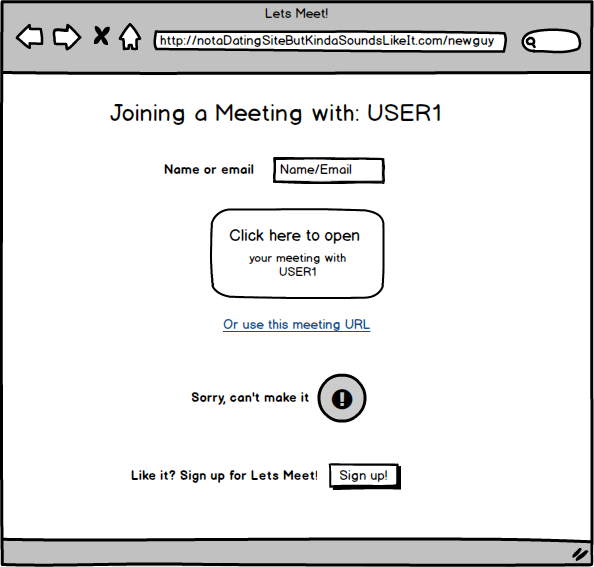 Lets Meet!
http://notaDatingSiteButKindaSoundsLikeIt.com/newguy
Joining a Meeting with: USER1
Name or email Name/Email
Click here to open
your meeting with
USER1
Or use this meeting URL
Sorry, can't make it !
Like it? Sign up for Lets Meet! Sign up!